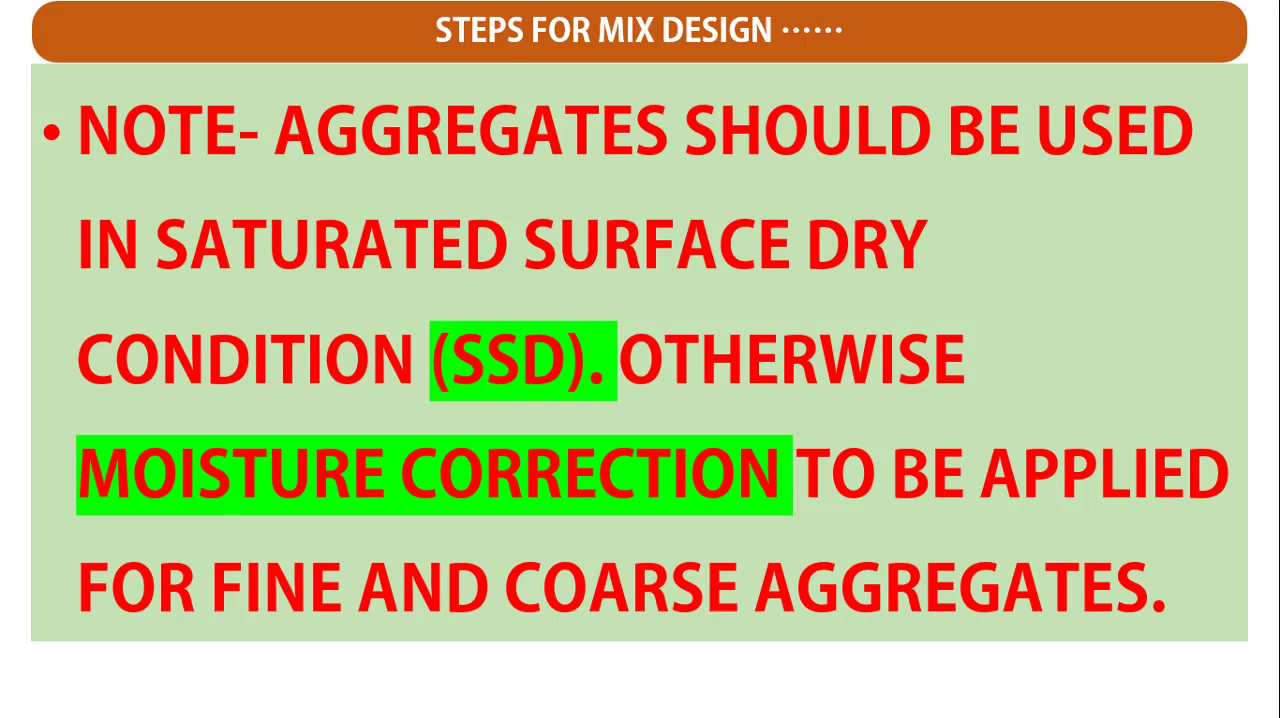 STEPS FOR MIX DESIGN ······
• NOTE- AGGREGATES SHOULD BE USED
IN SATURATED SURFACE DRY
CONDITION (SSD). OTHERWISE
MOISTURE CORRECTION TO BE APPLIED
FOR FINE AND COARSE AGGREGATES.